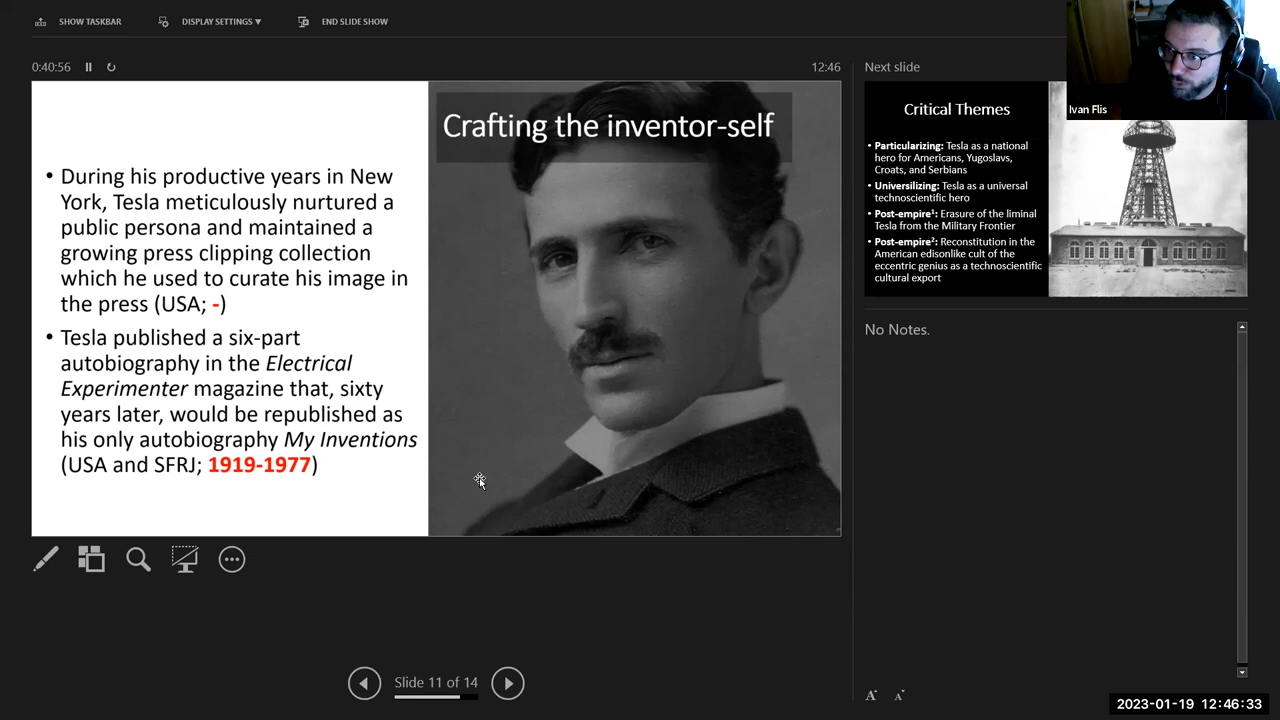 SHOW TASKBAR
DISPLAY SETTINGS ▼
END SLIDE SHOW
0:40:56
12:46
Next slide
Ivan Flis
Crafting the inventor-self
• During his productive years in New
York, Tesla meticulously nurtured a
public persona and maintained a
growing press clipping collection
which he used to curate his image in
the press (USA; -)
• Tesla published a six-part
autobiography in the Electrical
Experimenter magazine that, sixty
years later, would be republished as
his only autobiography My Inventions
(USA and SFRJ; 1919-1977)
Critical Themes
• Particularizing: Tesla as a national
hero for Americans, Yugoslavs,
Croats, and Serbians
• Universilizing: Tesla as a universal
technoscientific hero
• Post-empire¹: Erasure of the liminal
Tesla from the Military Frontier
• Post-empire²: Reconstitution in the
American edisonlike cult of the
eccentric genius as a technoscientific
cultural export
No Notes.
Slide 11 of 14
A A
2023-01-19 12:46:33